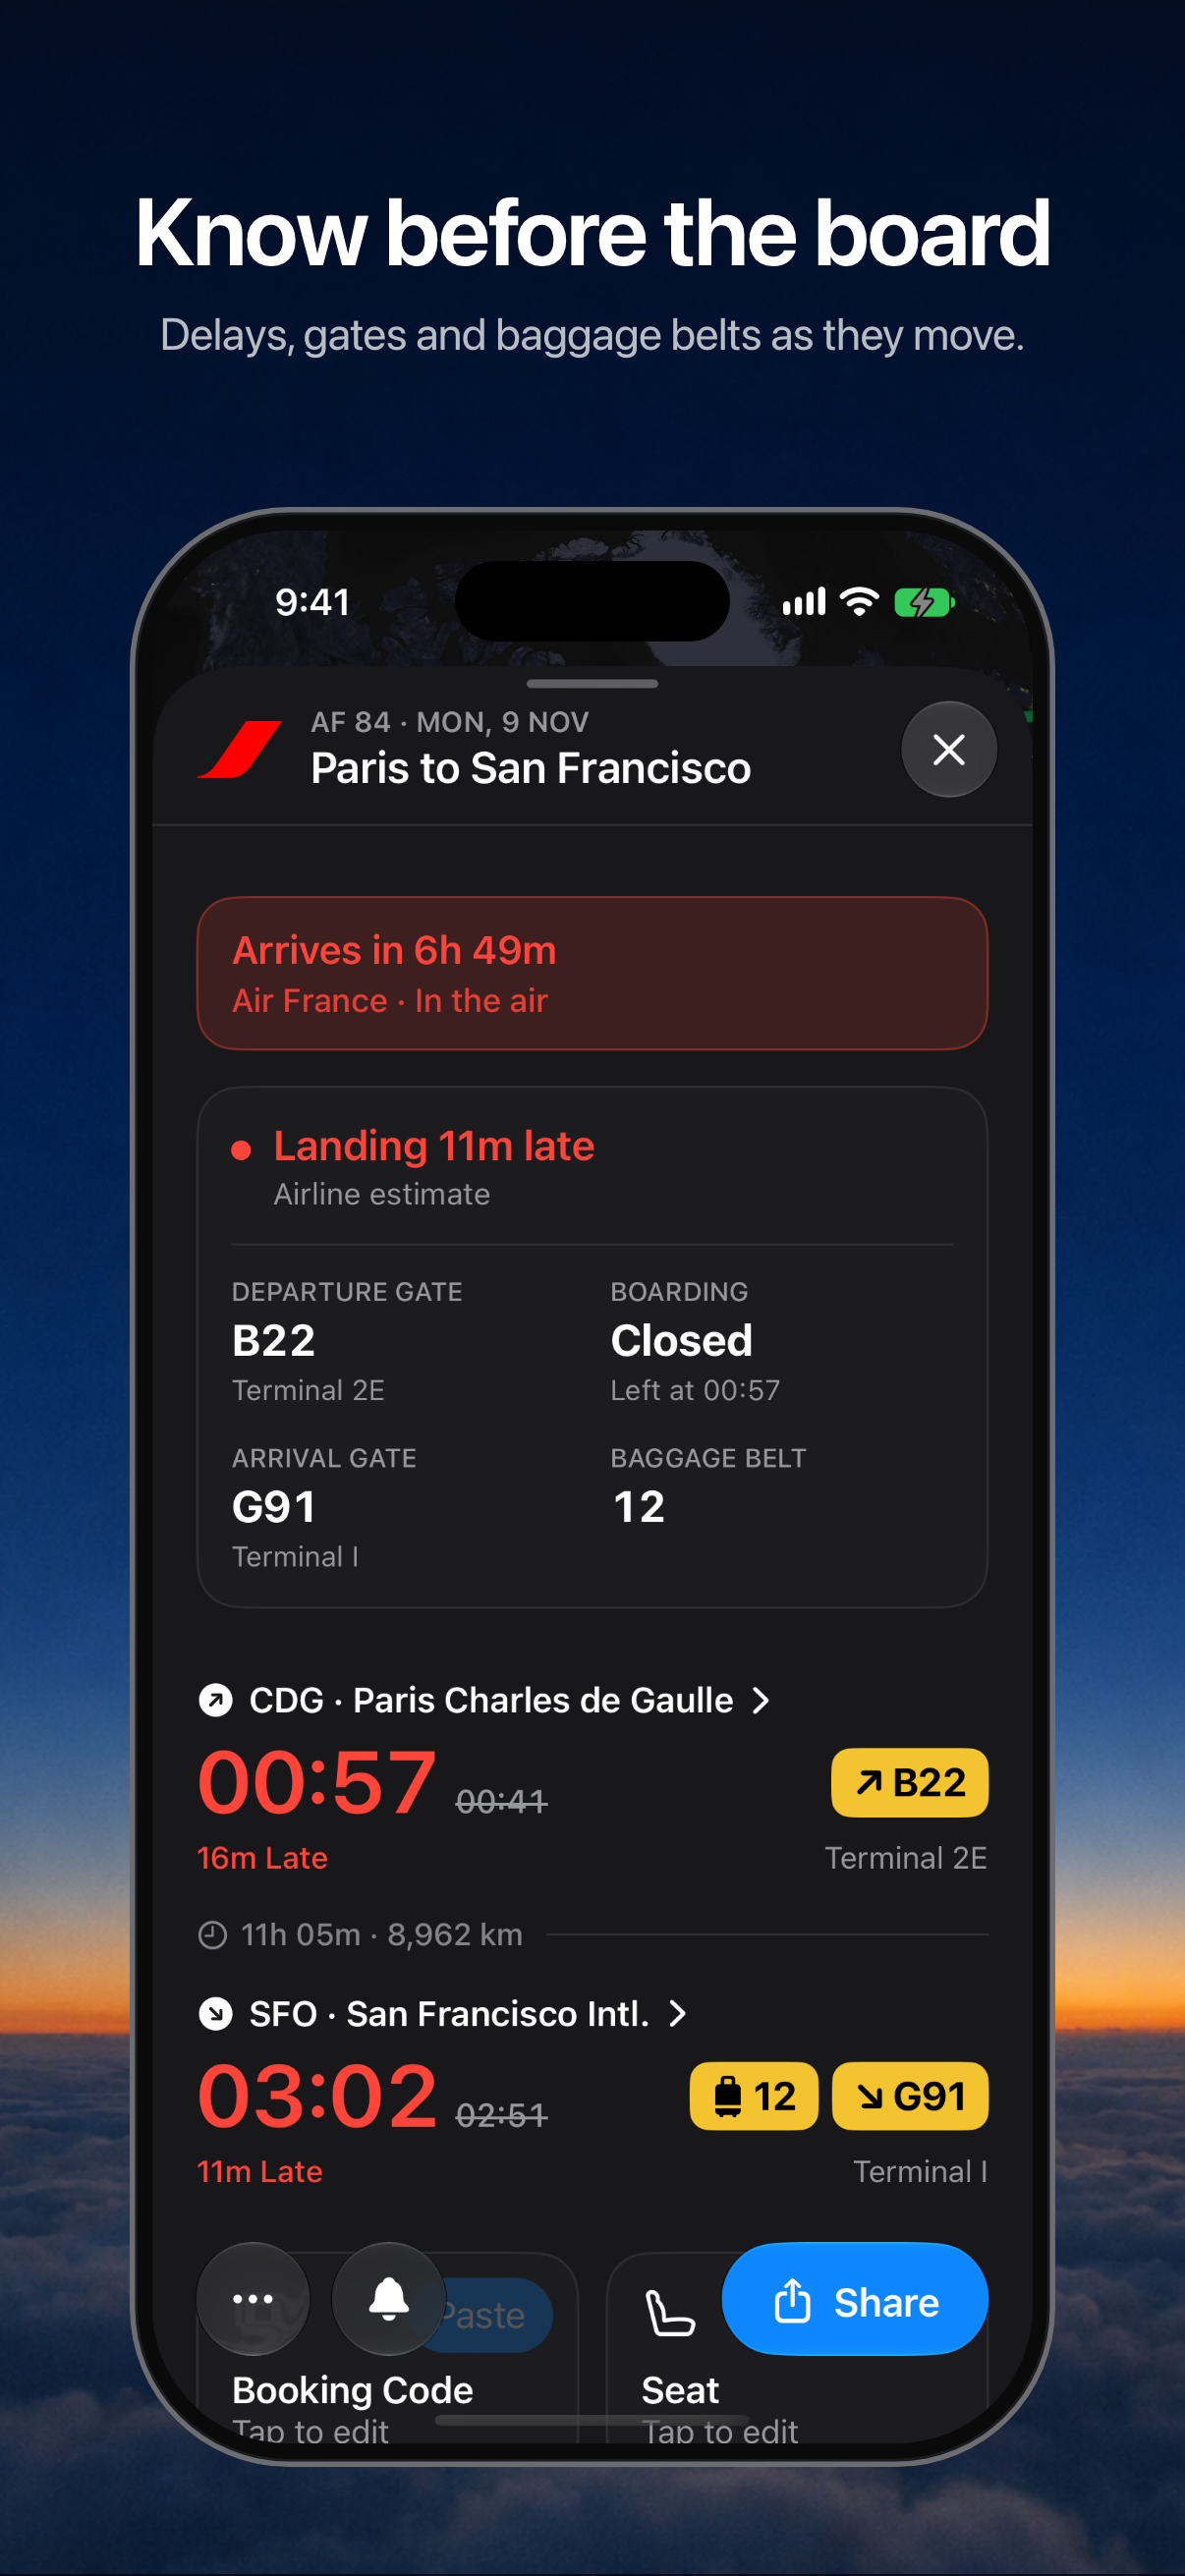 Know before the board
Delays, gates and baggage belts as they move.
9:41
AF 84 · MON, 9 NOV
Paris to San Francisco
Arrives in 6h 49m
Air France · In the air
Landing 11m late
Airline estimate
DEPARTURE GATE
B22
Terminal 2E
BOARDING
Closed
Left at 00:57
ARRIVAL GATE
G91
Terminal I
BAGGAGE BELT
12
CDG · Paris Charles de Gaulle
00:57 00:41
B22
16m Late
Terminal 2E
11h 05m · 8,962 km
SFO · San Francisco Intl.
03:02 02:51
12
G91
11m Late
Terminal I
Paste
Share
Booking Code
Tap to edit
Seat
Tap to edit